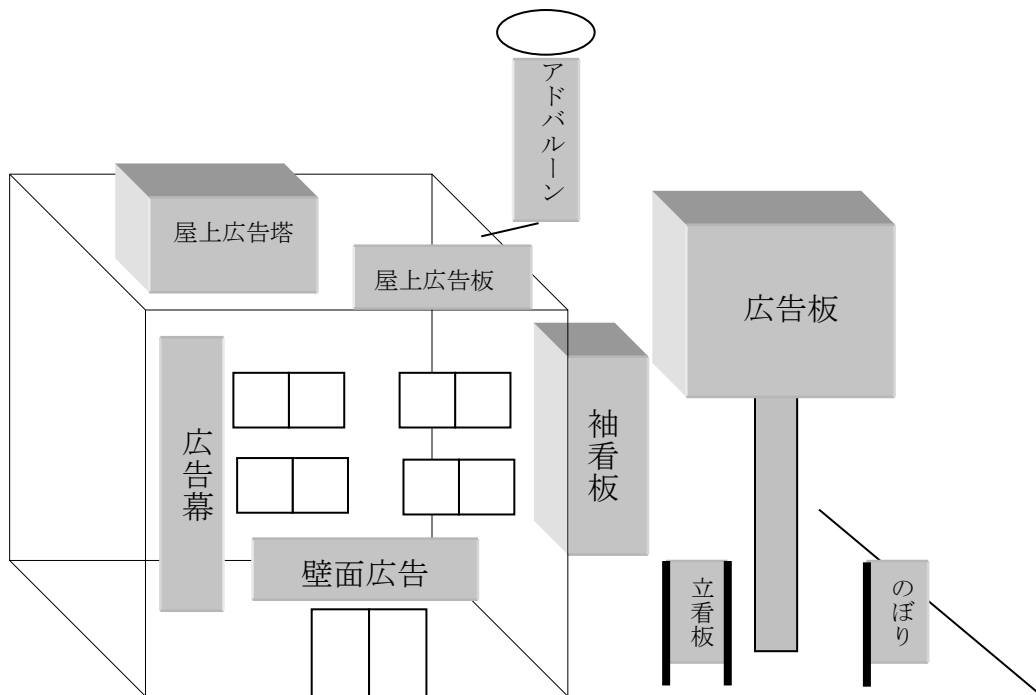 アドバルーン
屋上広告塔
屋上広告板
広告板
広告幕
袖看板
壁面広告
立看板
のぼり